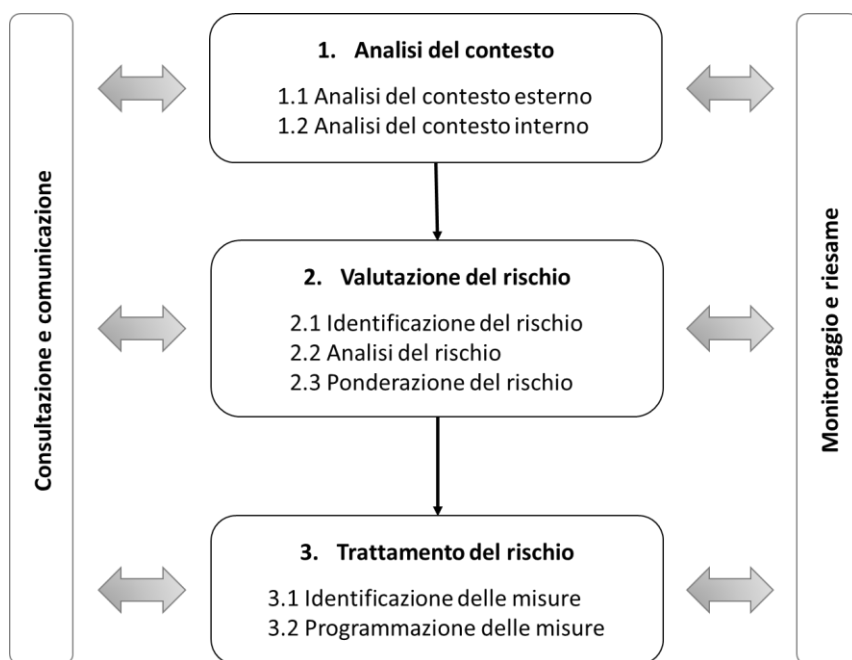 Consultazione e comunicazione
1. Analisi del contesto
1.1 Analisi del contesto esterno
1.2 Analisi del contesto interno
2. Valutazione del rischio
2.1 Identificazione del rischio
2.2 Analisi del rischio
2.3 Ponderazione del rischio
3. Trattamento del rischio
3.1 Identificazione delle misure
3.2 Programmazione delle misure
Monitoraggio e riesame